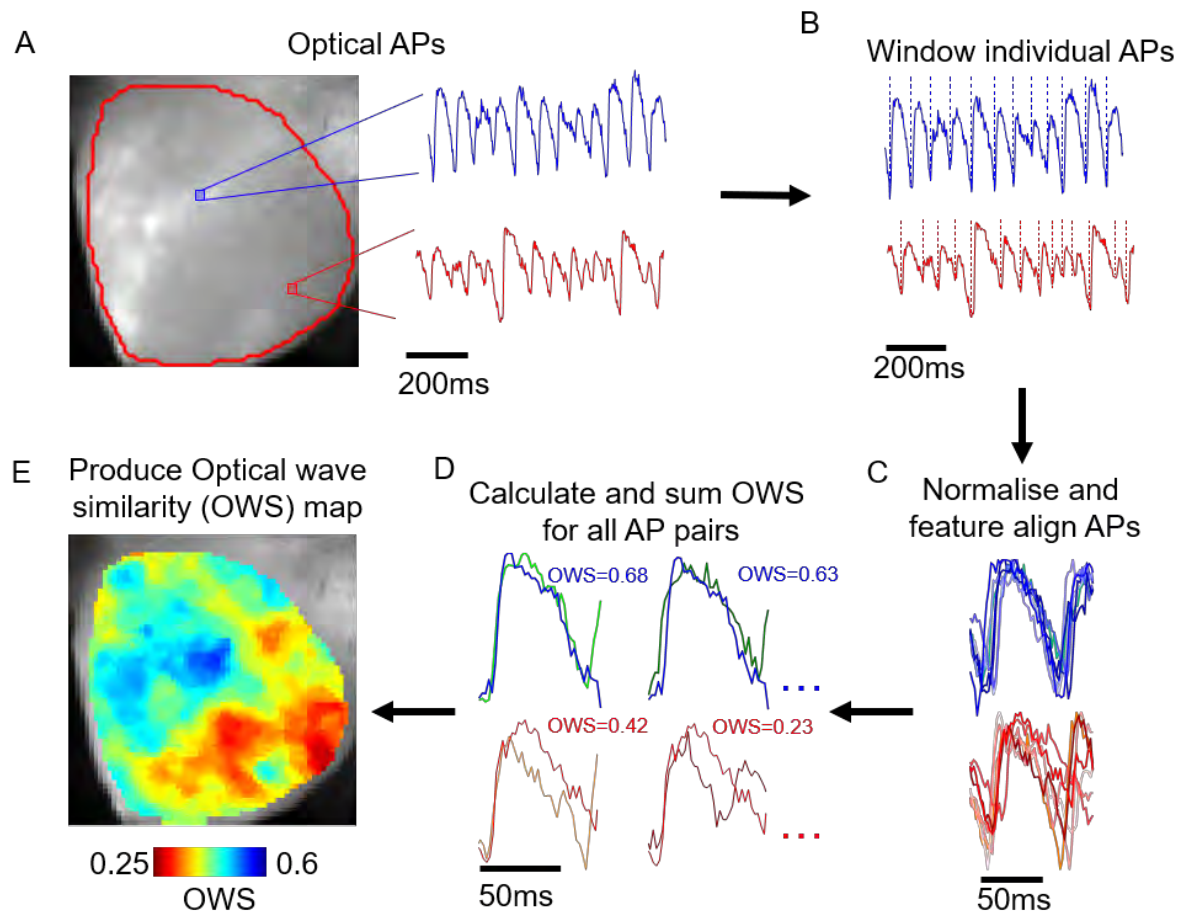 A
Optical APs
200ms
B
Window individual APs
200ms
C
Normalise and
feature align APs
50ms
D
Calculate and sum OWS
for all AP pairs
OWS=0.68
OWS=0.63
...
OWS=0.42
OWS=0.23
...
50ms
E
Produce Optical wave
similarity (OWS) map
0.25
0.6
OWS